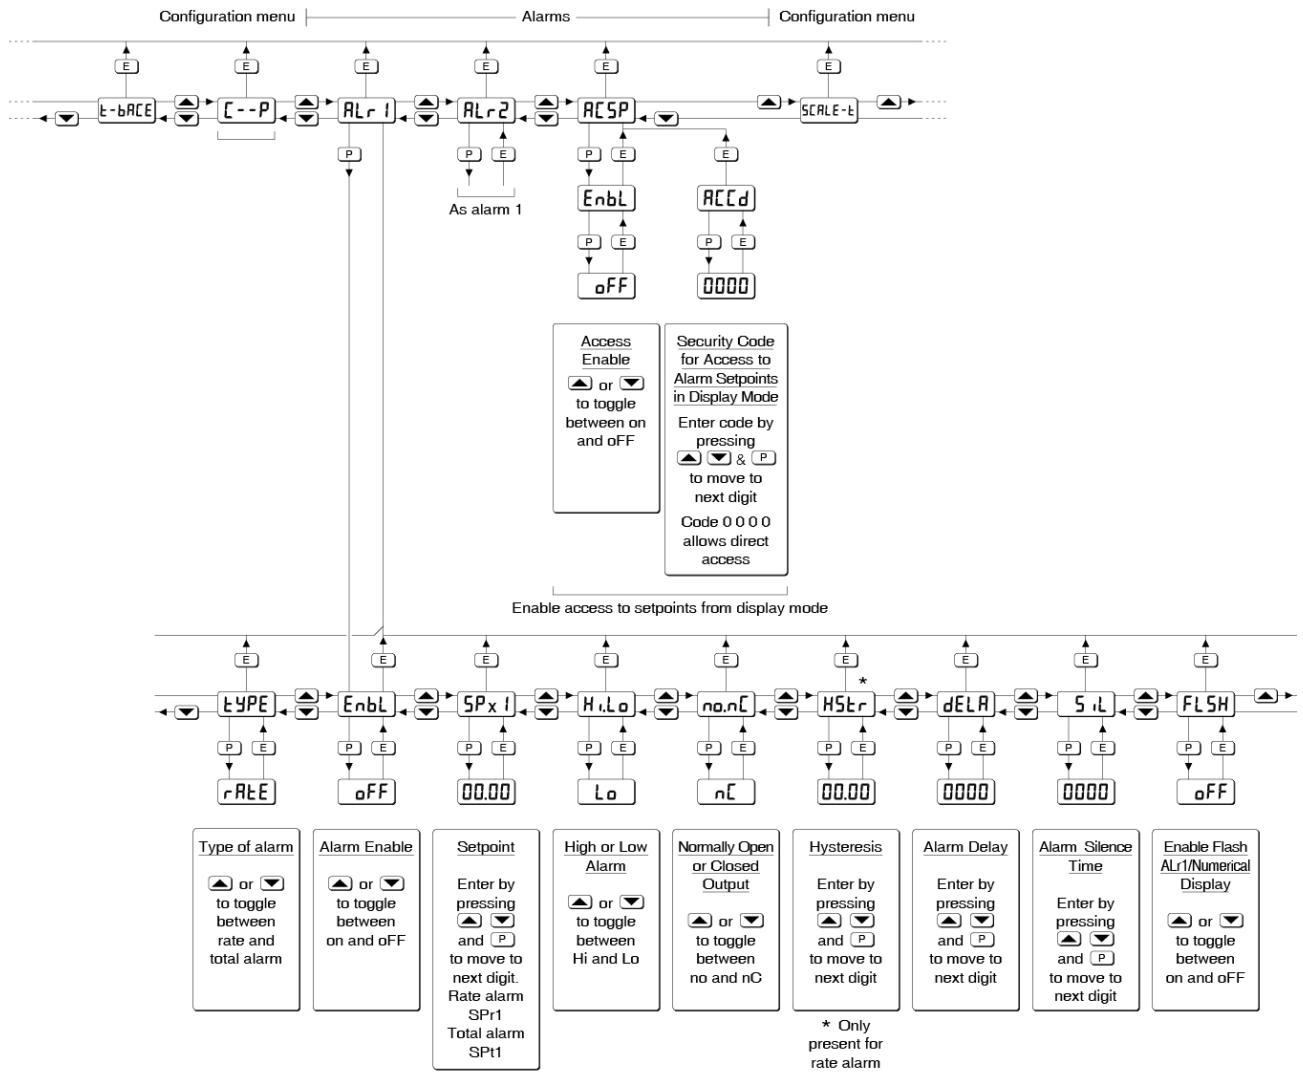 Configuration menu
Alarms
Configuration menu
E E E E E E
t-bACE C--P ALr1 ALr2 ACSP SCALE-t
P P E P E E
As alarm 1
EnbL ACCd
P E P E
oFF 0000
Access
Enable
or
to toggle
between on
and oFF
Security Code
for Access to
Alarm Setpoints
in Display Mode
Enter code by
pressing
& P
to move to
next digit
Code 0 0 0 0
allows direct
access
Enable access to setpoints from display mode
E E E E E E E E E
*
tYPE EnbL SPx1 Hi.Lo no.nC HStr dELA SiL FLSH
P E P E P E P E P E P E P E P E P E
rAtE oFF 00.00 Lo nC 00.00 0000 0000 oFF
Type of alarm
or
to toggle
between
rate and
total alarm
Alarm Enable
or
to toggle
between
on and oFF
Setpoint
Enter by
pressing
and P
to move to
next digit.
Rate alarm
SPr1
Total alarm
SPt1
High or Low
Alarm
or
to toggle
between
Hi and Lo
Normally Open
or Closed
Output
or
to toggle
between
no and nC
Hysteresis
Enter by
pressing
and P
to move to
next digit
* Only
present for
rate alarm
Alarm Delay
Enter by
pressing
and P
to move to
next digit
Alarm Silence
Time
Enter by
pressing
and P
to move to
next digit
Enable Flash
ALr1/Numerical
Display
or
to toggle
between
on and oFF